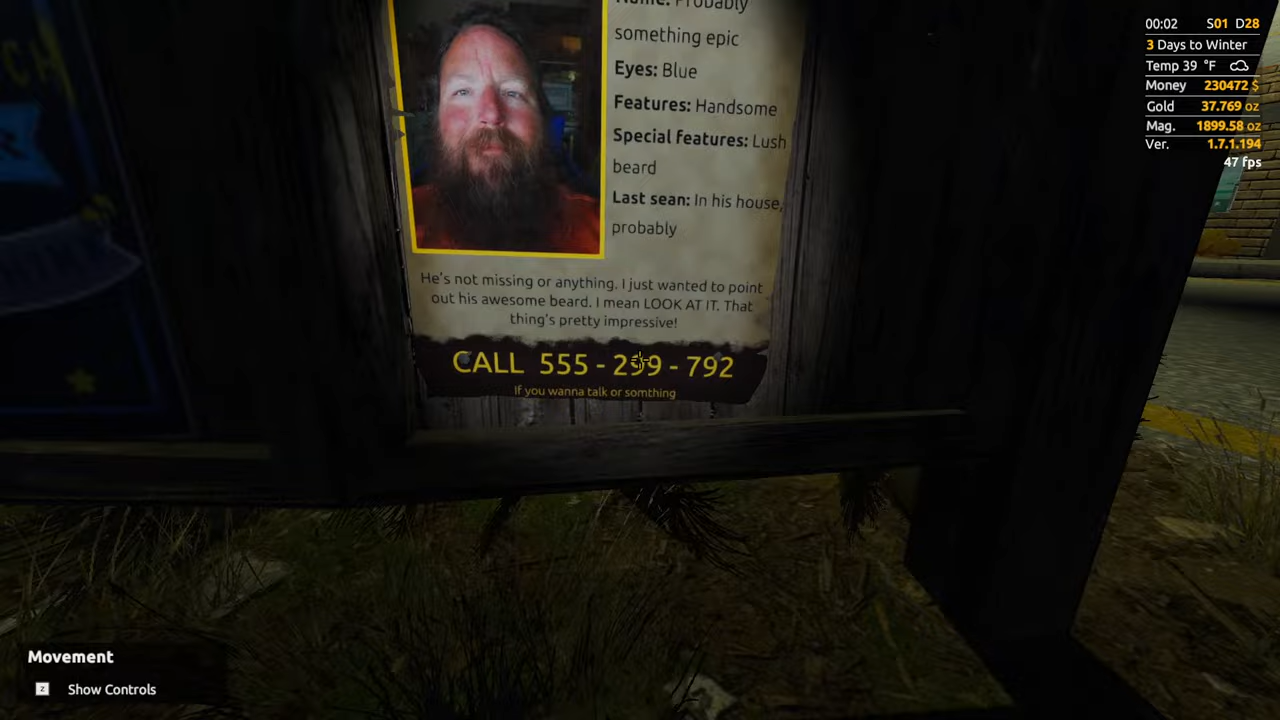 Name: Probably
something epic
Eyes: Blue
Features: Handsome
Special features: Lush
beard
Last sean: In his house,
probably
He's not missing or anything. I just wanted to point
out his awesome beard. I mean LOOK AT IT. That
thing's pretty impressive!
CALL 555 - 299 - 792
If you wanna talk or somthing
00:02 S01 D28
3 Days to Winter
Temp 39 °F
Money 230472 $
Gold 37.769 oz
Mag. 1899.58 oz
Ver. 1.7.1.194
47 fps
Movement
z Show Controls